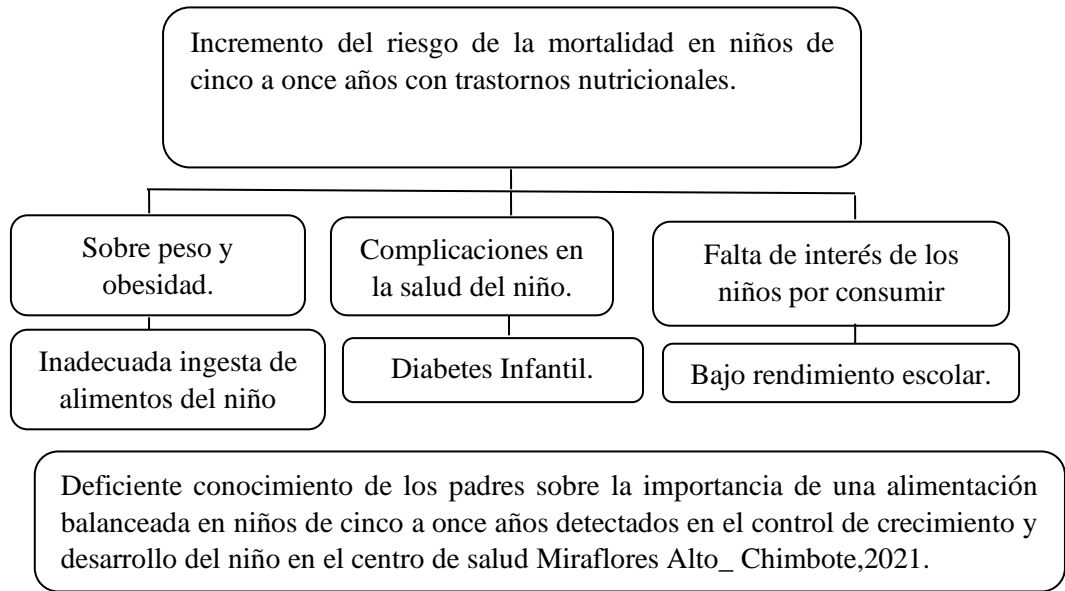 Incremento del riesgo de la mortalidad en niños de
cinco a once años con trastornos nutricionales.
Sobre peso y
obesidad.
Complicaciones en
la salud del niño.
Falta de interés de los
niños por consumir
Inadecuada ingesta de
alimentos del niño
Diabetes Infantil.
Bajo rendimiento escolar.
Deficiente conocimiento de los padres sobre la importancia de una alimentación
balanceada en niños de cinco a once años detectados en el control de crecimiento y
desarrollo del niño en el centro de salud Miraflores Alto_ Chimbote,2021.